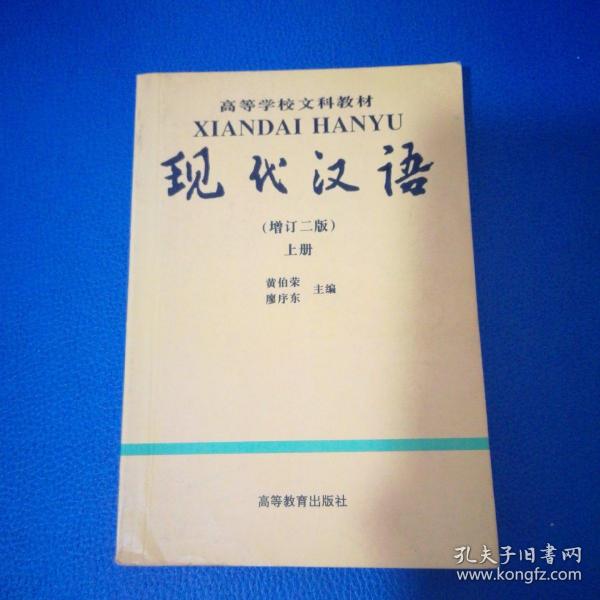 高等学校文科教材
XIANDAI HANYU
现代汉语
(增订二版)
上册
黄伯荣
廖序东 主编
高等教育出版社
孔夫子旧书网
www.kongfz.com